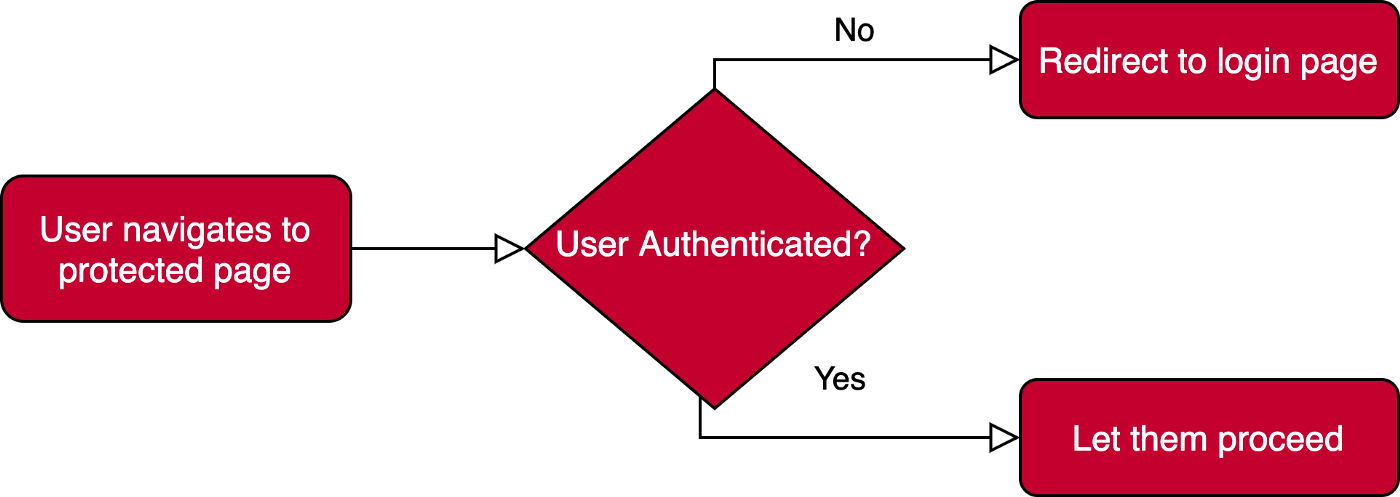 No
Redirect to login page
User navigates to
protected page
User Authenticated?
Yes
Let them proceed